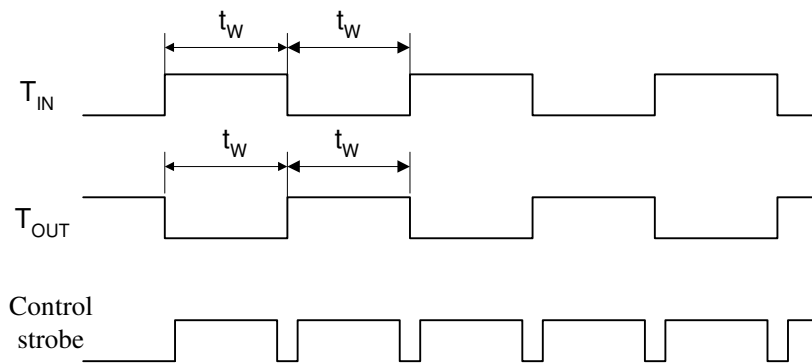 t_W t_W
T_IN
t_W t_W
T_OUT
Control
strobe